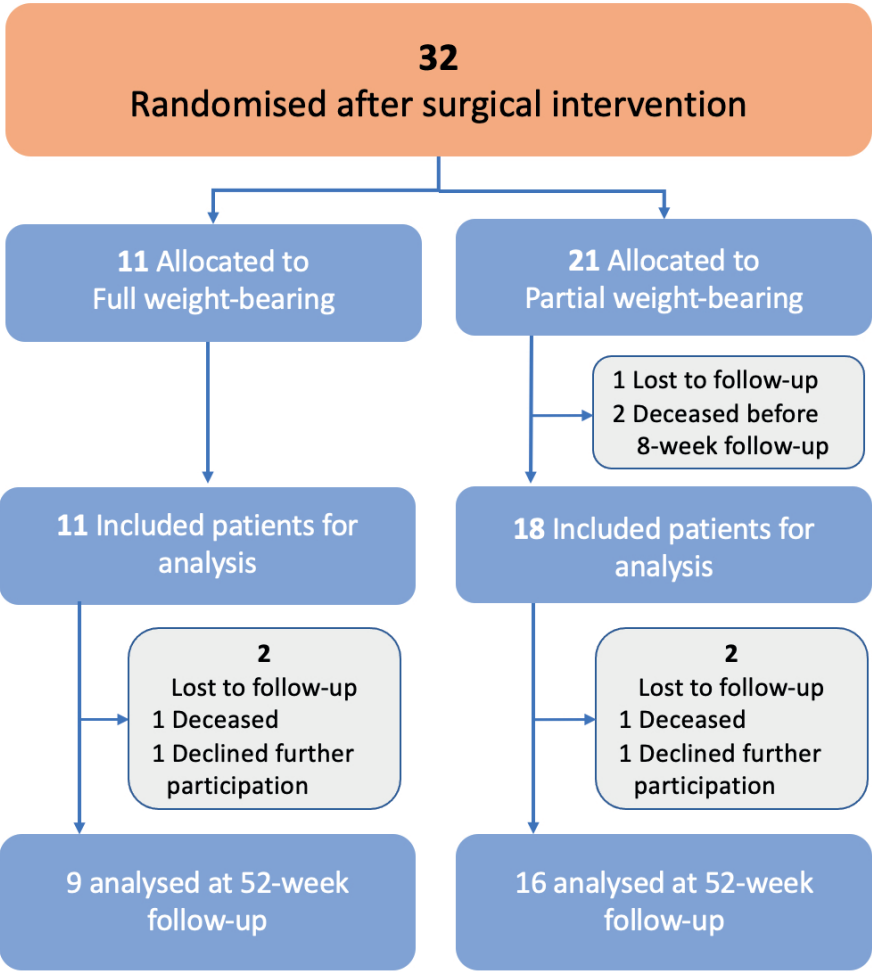 32
Randomised after surgical intervention
11 Allocated to
Full weight-bearing
21 Allocated to
Partial weight-bearing
1 Lost to follow-up
2 Deceased before
8-week follow-up
11 Included patients for
analysis
18 Included patients for
analysis
2
Lost to follow-up
1 Deceased
1 Declined further
participation
2
Lost to follow-up
1 Deceased
1 Declined further
participation
9 analysed at 52-week
follow-up
16 analysed at 52-week
follow-up